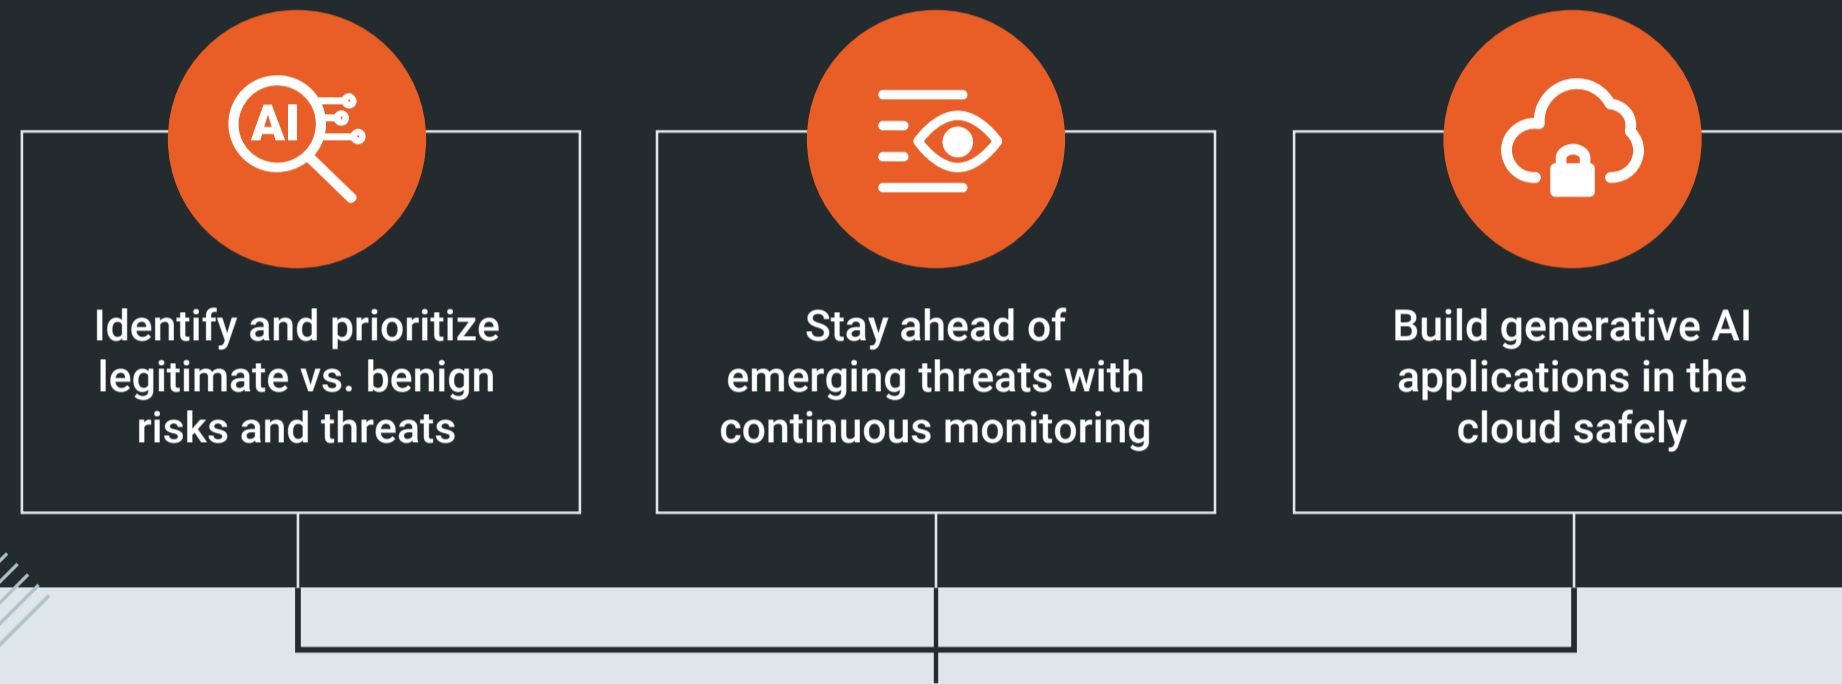 AI
Identify and prioritize
legitimate vs. benign
risks and threats
Stay ahead of
emerging threats with
continuous monitoring
Build generative AI
applications in the
cloud safely